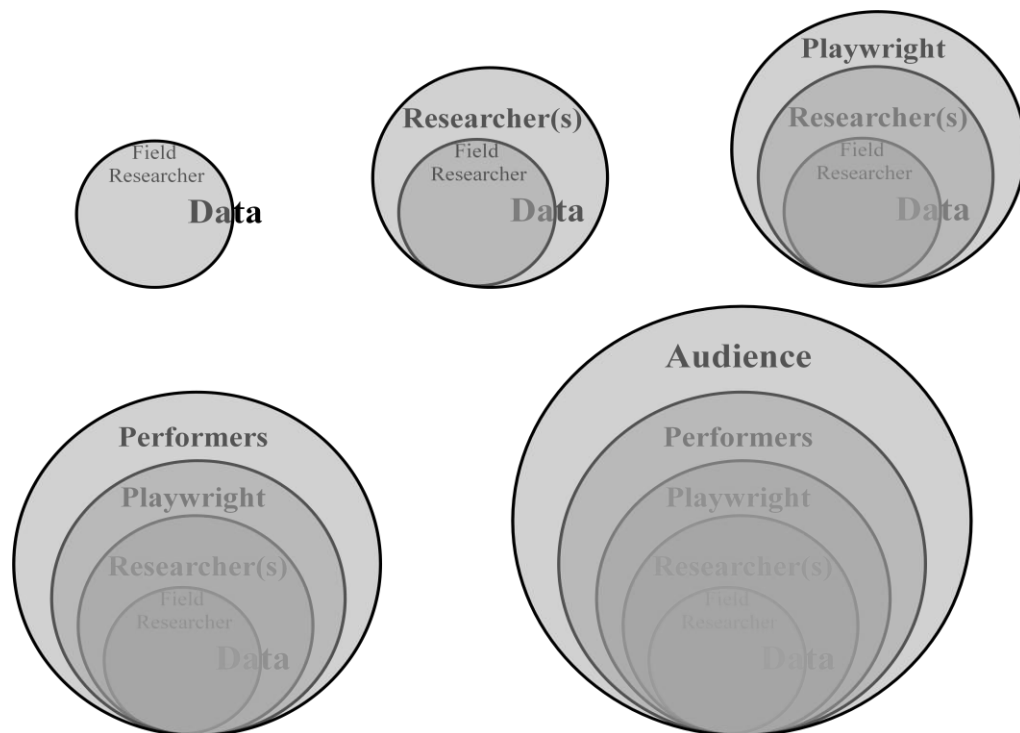 Field
Researcher
Data
Researcher(s)
Field
Researcher
Data
Playwright
Researcher(s)
Field
Researcher
Data
Performers
Playwright
Researcher(s)
Field
Researcher
Data
Audience
Performers
Playwright
Researcher(s)
Field
Researcher
Data